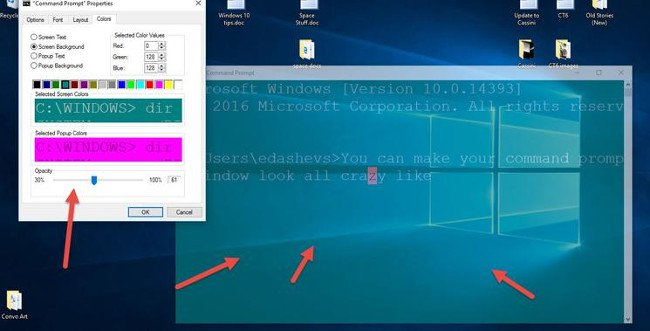 "Command Prompt" Properties
Options Font Layout Colors
Screen Text
Screen Background
Popup Text
Popup Background
Selected Color Values
Red: 0
Green: 128
Blue: 128
Selected Screen Colors
C:\WINDOWS> dir
Selected Popup Colors
C:\WINDOWS> dir
Opacity
30% 100% 61
OK Cancel
Windows 10 tips.doc
Space Stuff.doc
Update to Cassini
CT6
Old Stories (New)
space docs
Cassini
CT6 images
Command Prompt
rosoft Windows [Version 10.0.14393]
2016 Microsoft Corporation. All rights reserv
sers\edashevs>You can make your command promp
indow look all crazy like
Convo Art